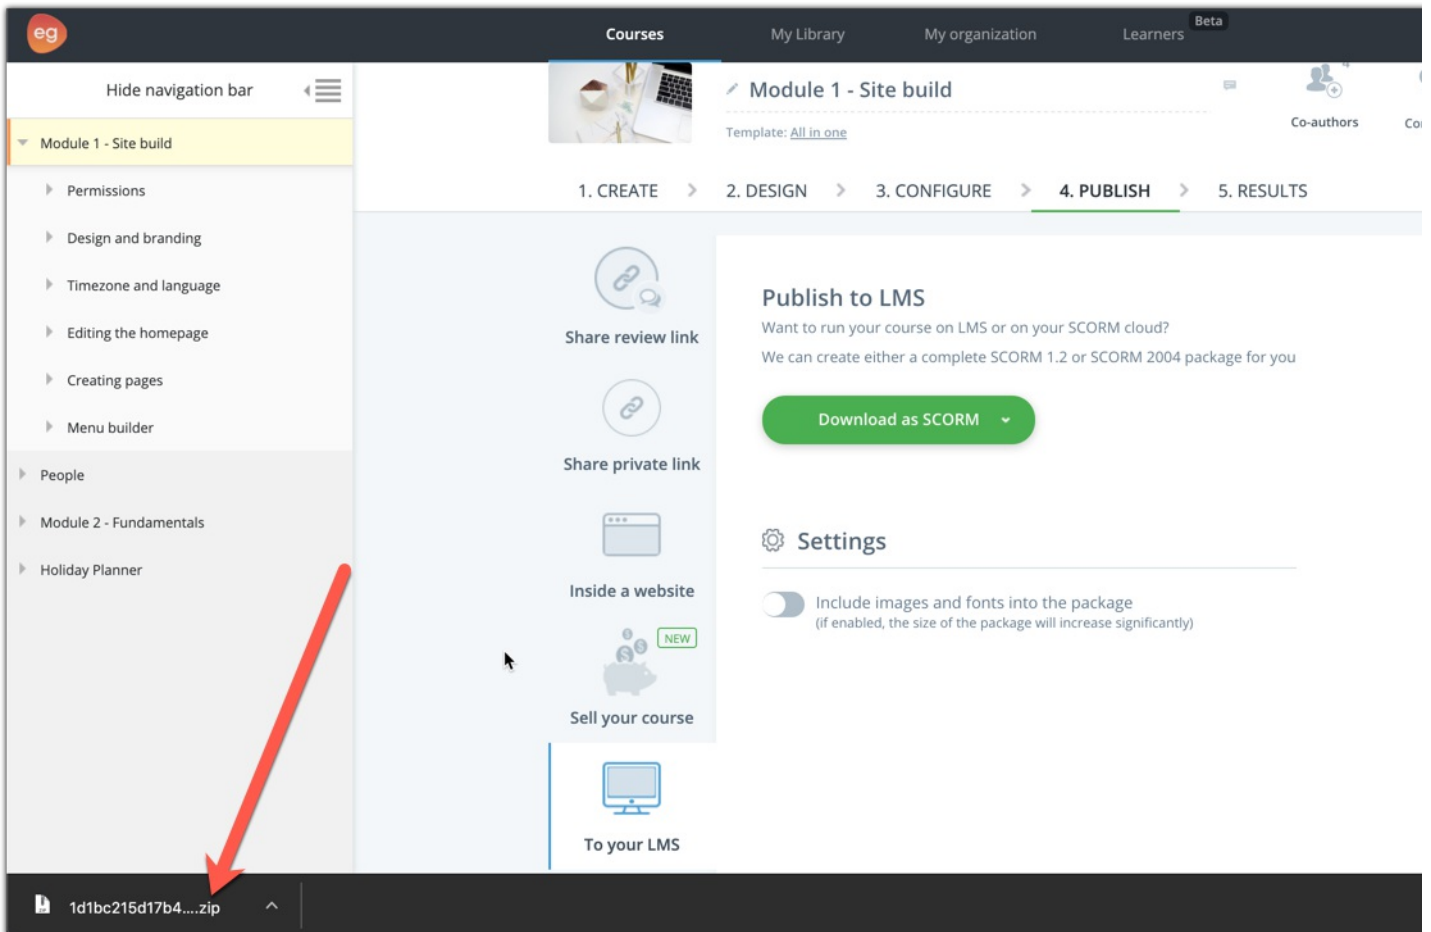 eg
Courses
My Library
My organization
Learners
Beta
Hide navigation bar
Module 1 - Site build
Permissions
Design and branding
Timezone and language
Editing the homepage
Creating pages
Menu builder
People
Module 2 - Fundamentals
Holiday Planner
Module 1 - Site build
Template: All in one
Co-authors
1. CREATE > 2. DESIGN > 3. CONFIGURE > 4. PUBLISH > 5. RESULTS
Share review link
Share private link
Inside a website
NEW
Sell your course
To your LMS
Publish to LMS
Want to run your course on LMS or on your SCORM cloud?
We can create either a complete SCORM 1.2 or SCORM 2004 package for you
Download as SCORM
Settings
Include images and fonts into the package
(if enabled, the size of the package will increase significantly)
1d1bc215d17b4....zip